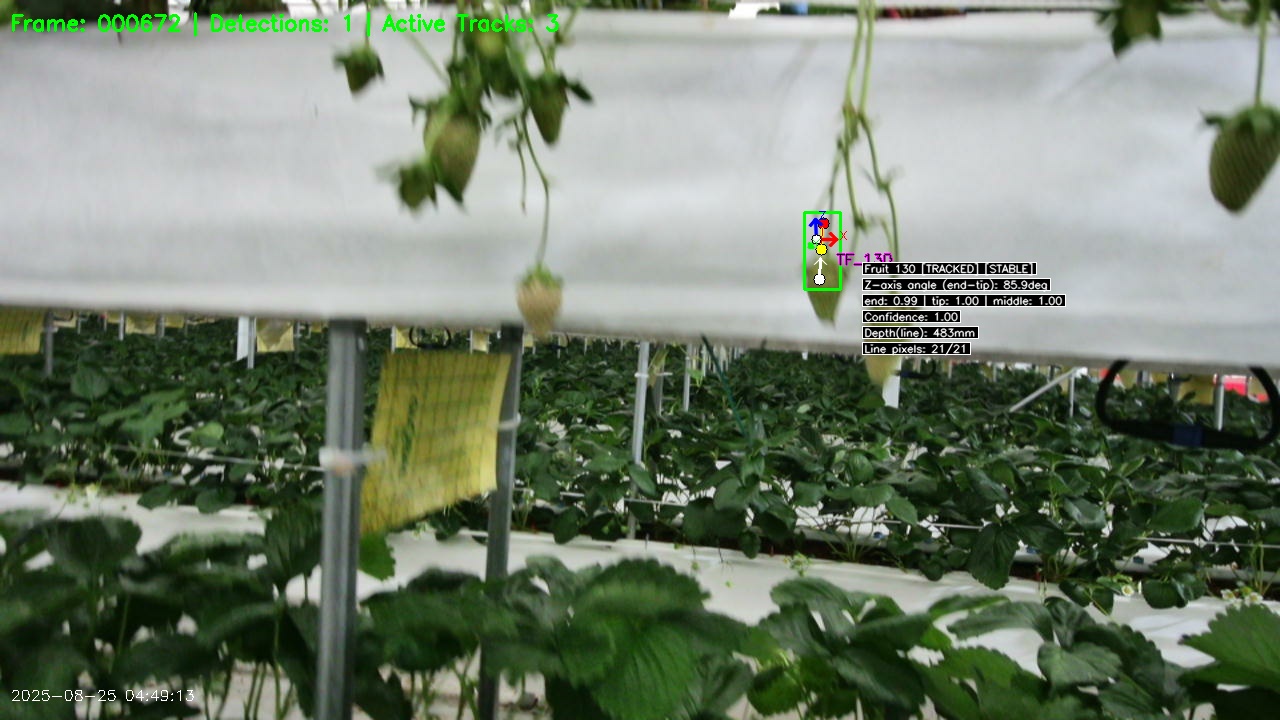 Frame: 000672 | Detections: 1 | Active Tracks: 3
Z
X
TF_130
Fruit 130 [TRACKED] [STABLE]
Z-axis angle (end-tip): 85.9deg
end: 0.99 | tip: 1.00 | middle: 1.00
Confidence: 1.00
Depth(line): 483mm
Line pixels: 21/21
2025-08-25 04:49:13